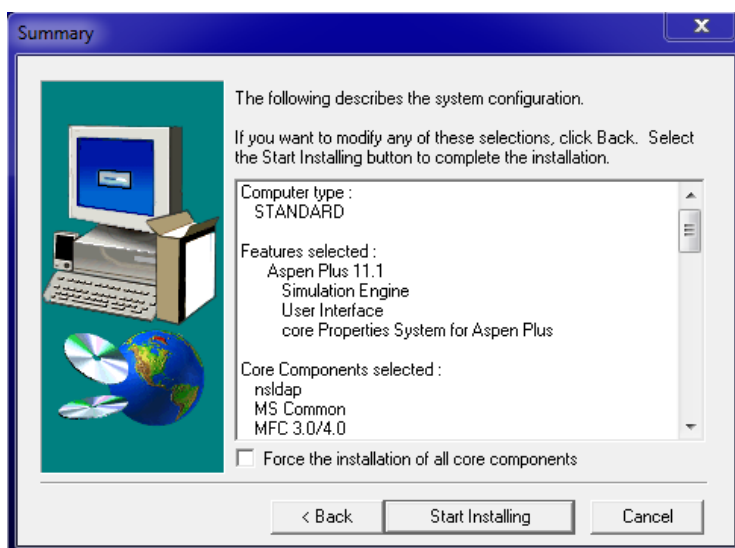 Summary
The following describes the system configuration.
If you want to modify any of these selections, click Back.  Select
the Start Installing button to complete the installation.
Computer type :
STANDARD
Features selected :
Aspen Plus 11.1
Simulation Engine
User Interface
core Properties System for Aspen Plus
Core Components selected :
nsldap
MS Common
MFC 3.0/4.0
Force the installation of all core components
< Back
Start Installing
Cancel